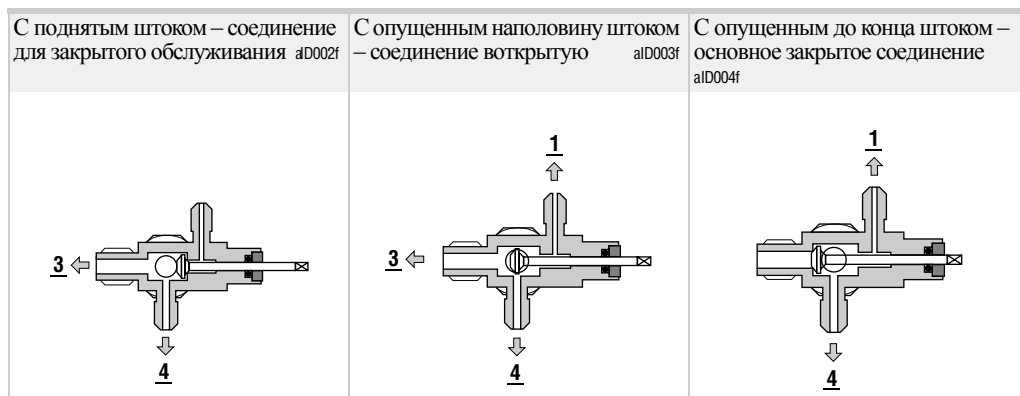 С поднятым штоком – соединение
для закрытого обслуживания aID002f
С опущенным наполовину штоком
– соединение воткрытую aID003f
С опущенным до конца штоком –
основное закрытое соединение
aID004f
3
4
1
3
4
1
4